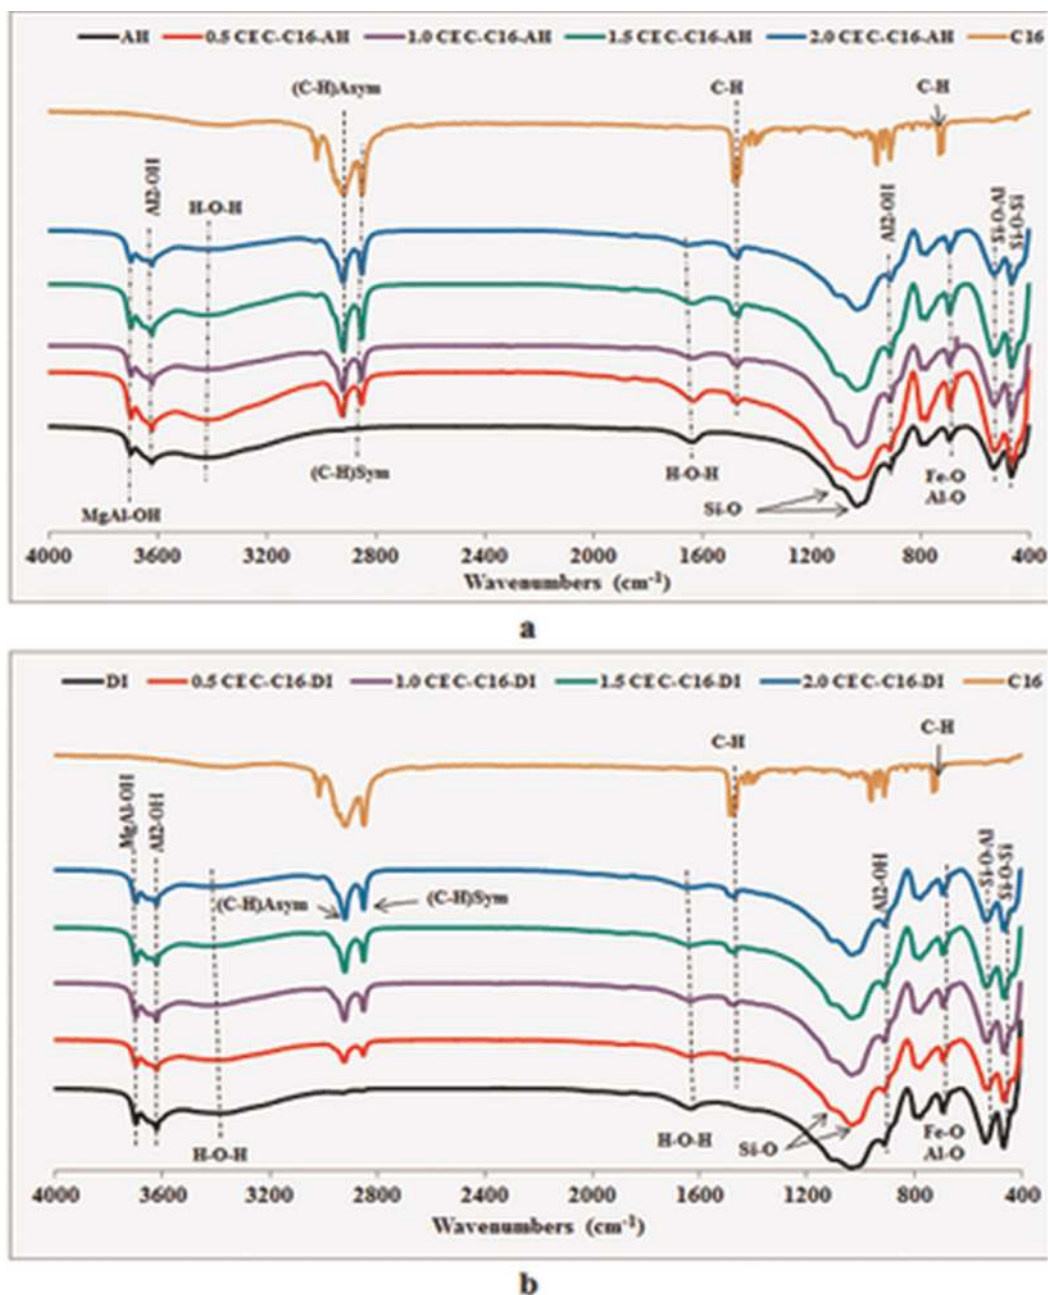 AH 0.5 CEC-C16-AH 1.0 CEC-C16-AH 1.5 CEC-C16-AH 2.0 CEC-C16-AH C16
(C-H)Asym
C-H
C-H
Al2-OH
H-O-H
Al2-OH
Si-O-Al
Si-O-Si
(C-H)Sym
H-O-H
Fe-O
Al-O
Si-O
MgAl-OH
4000 3600 3200 2800 2400 2000 1600 1200 800 400
Wavenumbers (cm-1)
a
DI 0.5 CEC-C16-DI 1.0 CEC-C16-DI 1.5 CEC-C16-DI 2.0 CEC-C16-DI C16
C-H
C-H
MgAl-OH
Al2-OH
(C-H)Asym
(C-H)Sym
Al2-OH
Si-O-Al
Si-O-Si
H-O-H
H-O-H
Si-O
Fe-O
Al-O
4000 3600 3200 2800 2400 2000 1600 1200 800 400
Wavenumbers (cm-1)
b